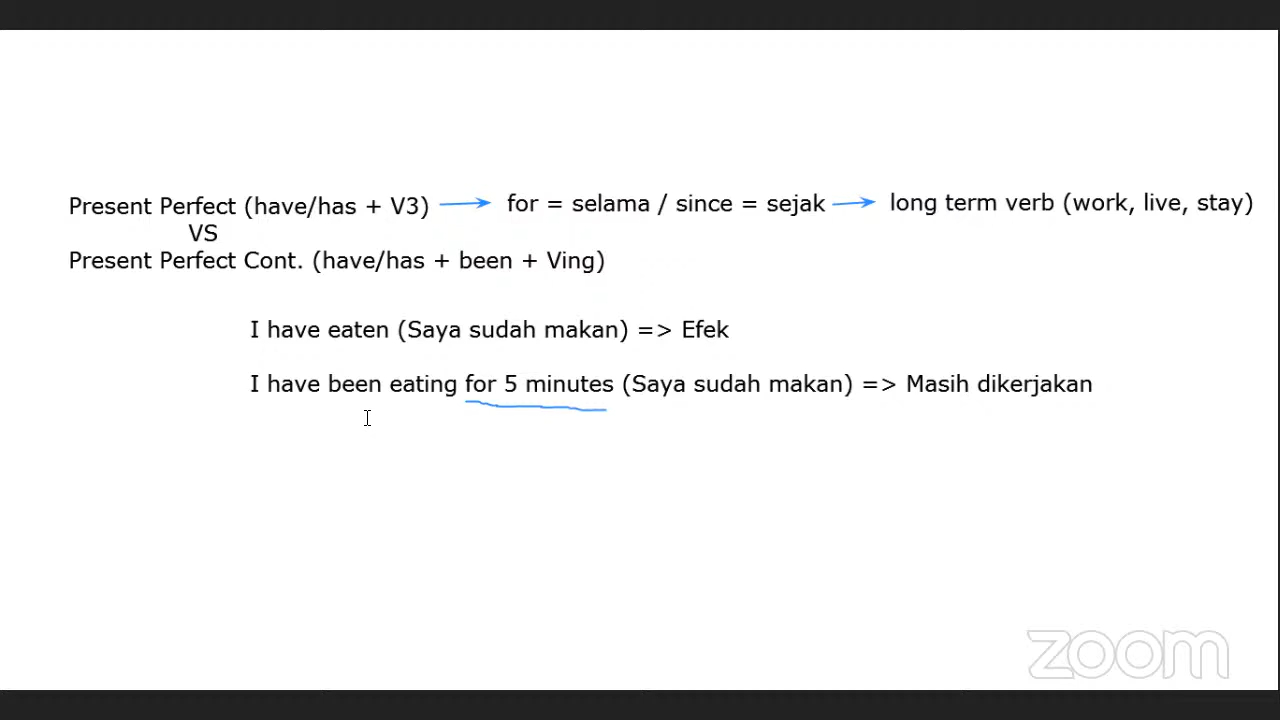 Present Perfect (have/has + V3) for = selama / since = sejak long term verb (work, live, stay)
VS
Present Perfect Cont. (have/has + been + Ving)
I have eaten (Saya sudah makan) => Efek
I have been eating for 5 minutes (Saya sudah makan) => Masih dikerjakan
zoom